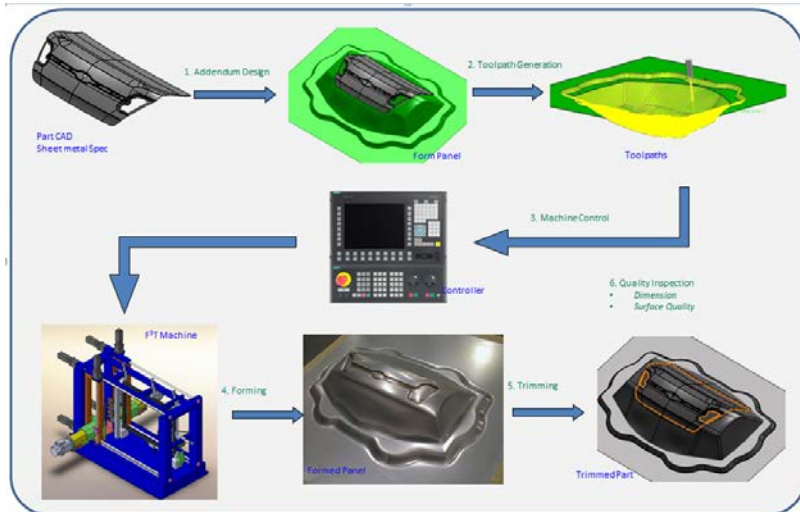 1. Addendum Design
2. Toolpath Generation
Part CAD
Sheet metal Spec
Form Panel
Toolpaths
3. Machine Control
Controller
6. Quality Inspection
• Dimension
• Surface Quality
F³T Machine
4. Forming
5. Trimming
Formed Panel
Trimmed Part